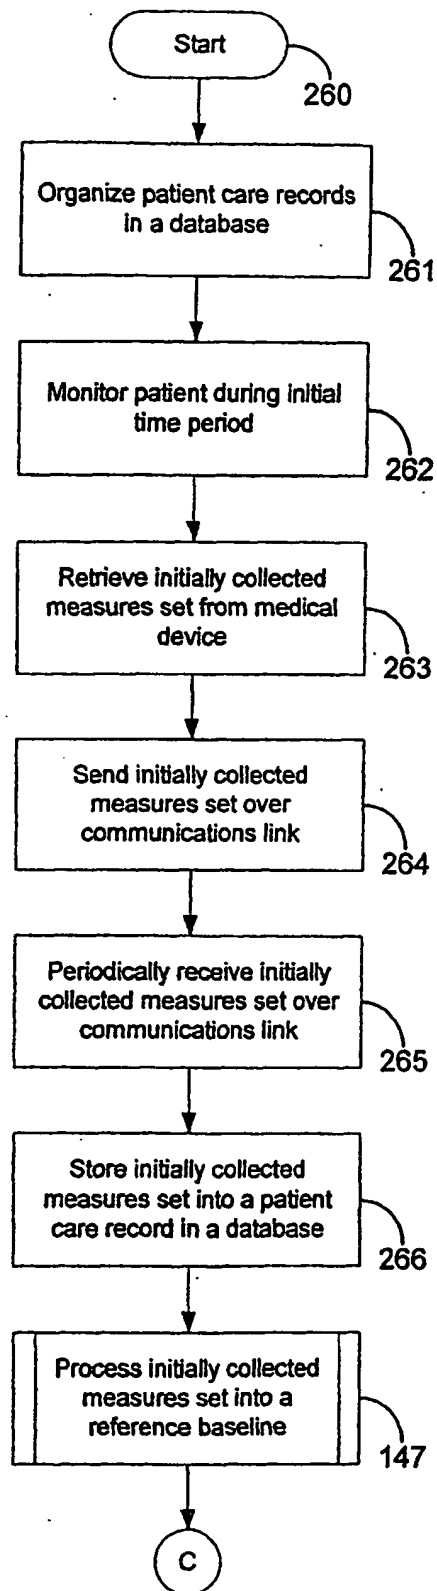 Start
260
Organize patient care records
in a database
261
Monitor patient during initial
time period
262
Retrieve initially collected
measures set from medical
device
263
Send initially collected
measures set over
communications link
264
Periodically receive initially
collected measures set over
communications link
265
Store initially collected
measures set into a patient
care record in a database
266
Process initially collected
measures set into a
reference baseline
147
C